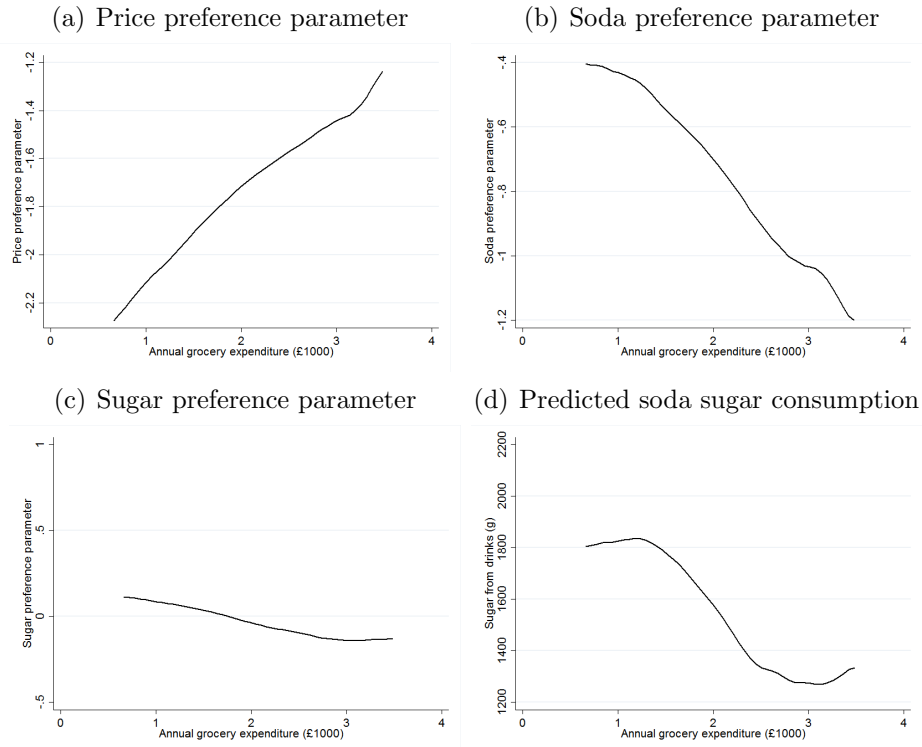 (a) Price preference parameter
Price preference parameter
-1.2
-1.4
-1.6
-1.8
-2
-2.2
0 1 2 3 4
Annual grocery expenditure (£1000)
(b) Soda preference parameter
Soda preference parameter
-.4
-.6
-.8
-1
-1.2
0 1 2 3 4
Annual grocery expenditure (£1000)
(c) Sugar preference parameter
Sugar preference parameter
1
.5
0
-.5
0 1 2 3 4
Annual grocery expenditure (£1000)
(d) Predicted soda sugar consumption
Sugar from drinks (g)
2200
2000
1800
1600
1400
1200
0 1 2 3 4
Annual grocery expenditure (£1000)